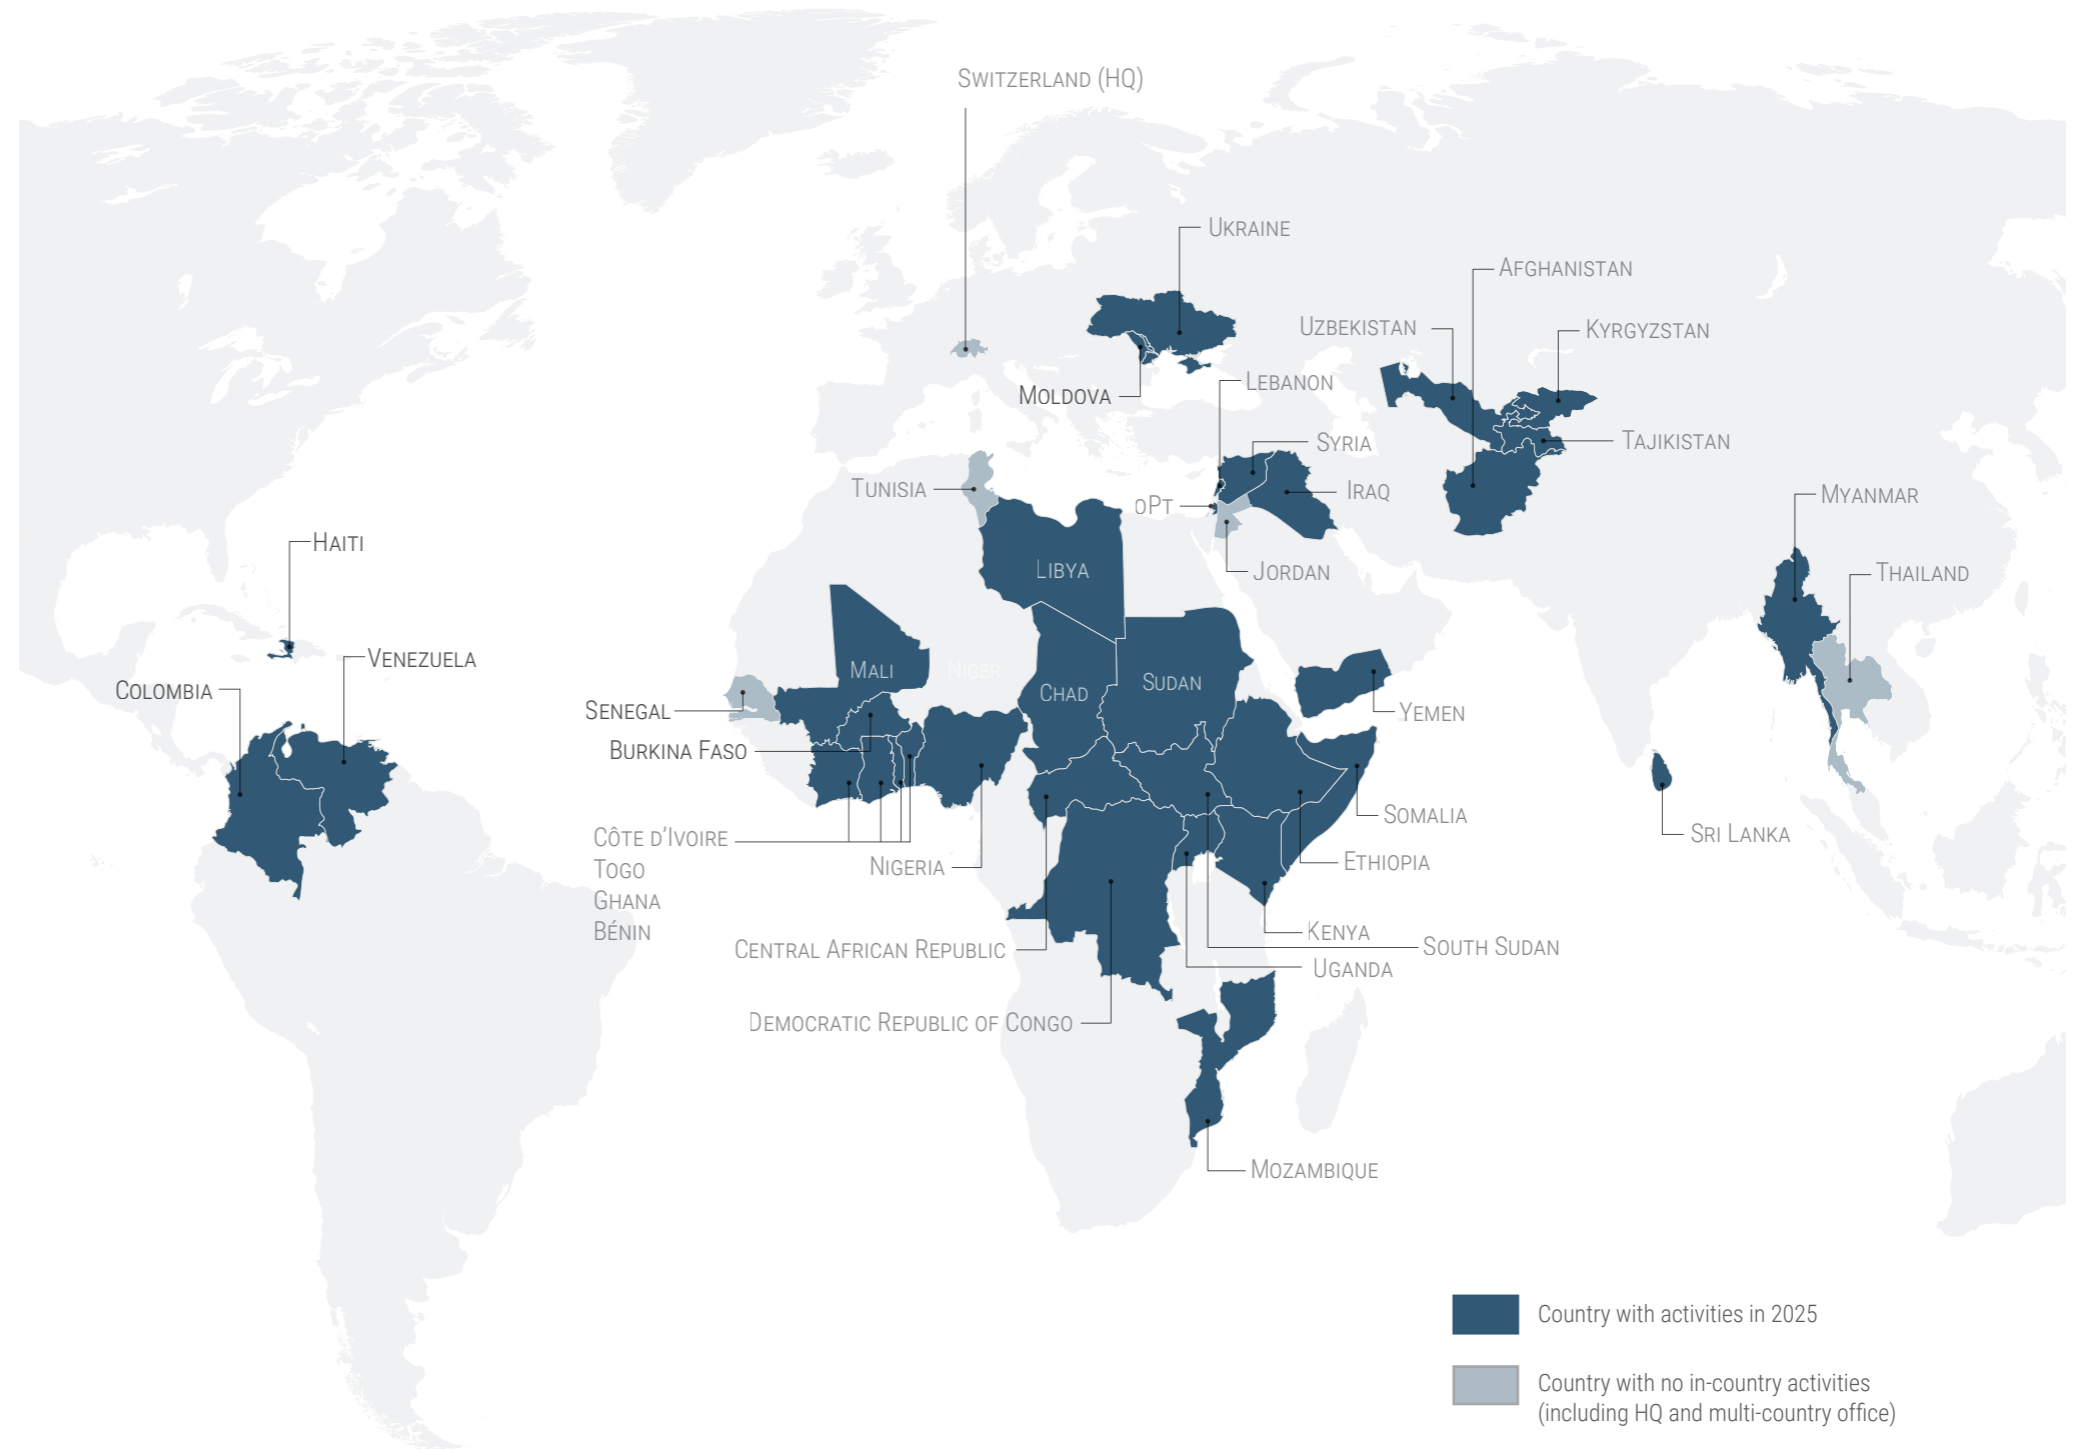 Switzerland (HQ)
Ukraine
Afghanistan
Uzbekistan
Kyrgyzstan
Lebanon
Moldova
Syria
Tajikistan
Tunisia
Iraq
oPt
Myanmar
Haiti
Libya
Jordan
Thailand
Venezuela
Mali
Niger
Chad
Sudan
Colombia
Senegal
Yemen
Burkina Faso
Somalia
Côte d'Ivoire
Togo
Ghana
Bénin
Nigeria
Ethiopia
Sri Lanka
Kenya
Central African Republic
South Sudan
Uganda
Democratic Republic of Congo
Mozambique
Country with activities in 2025
Country with no in-country activities
(including HQ and multi-country office)